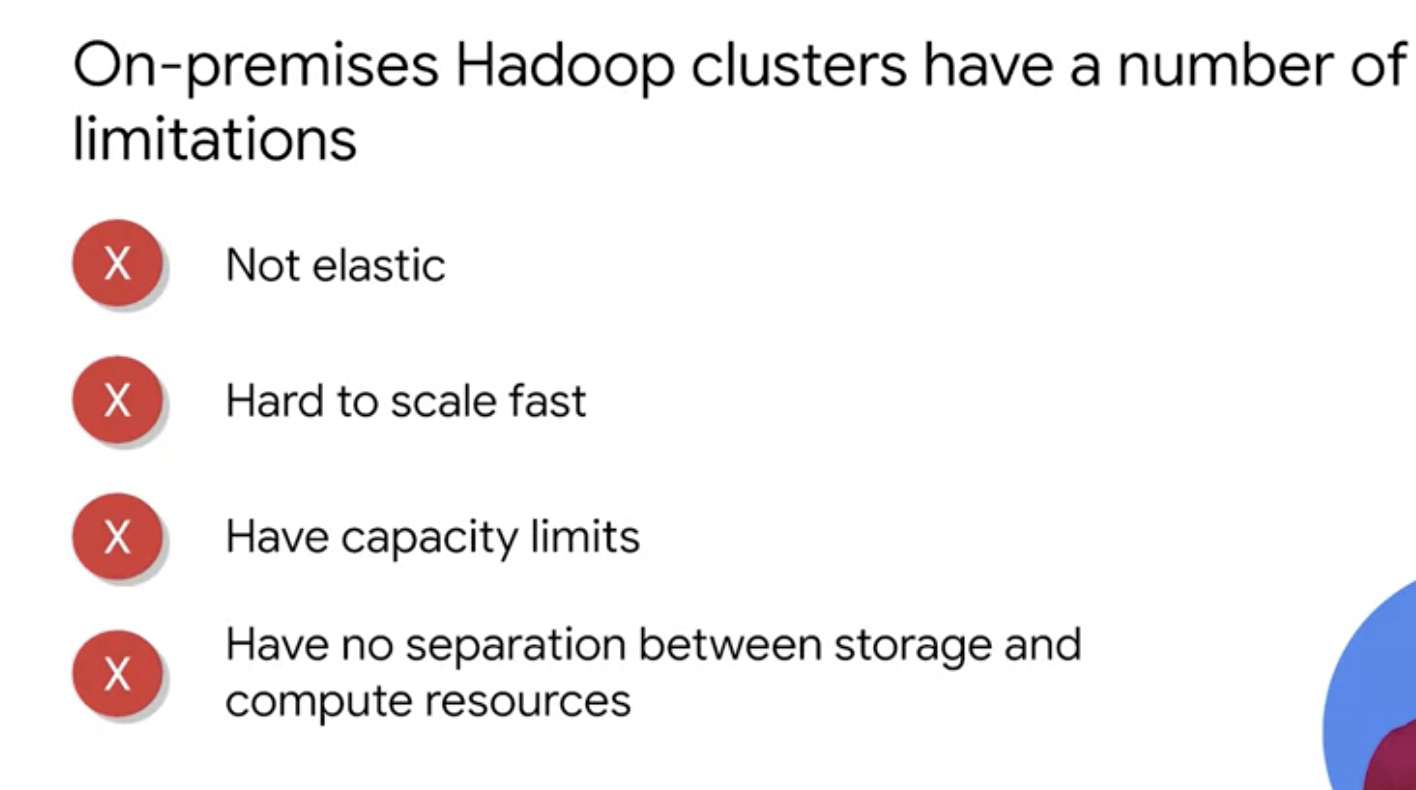 On-premises Hadoop clusters have a number of
limitations
X
Not elastic
X
Hard to scale fast
X
Have capacity limits
X
Have no separation between storage and
compute resources